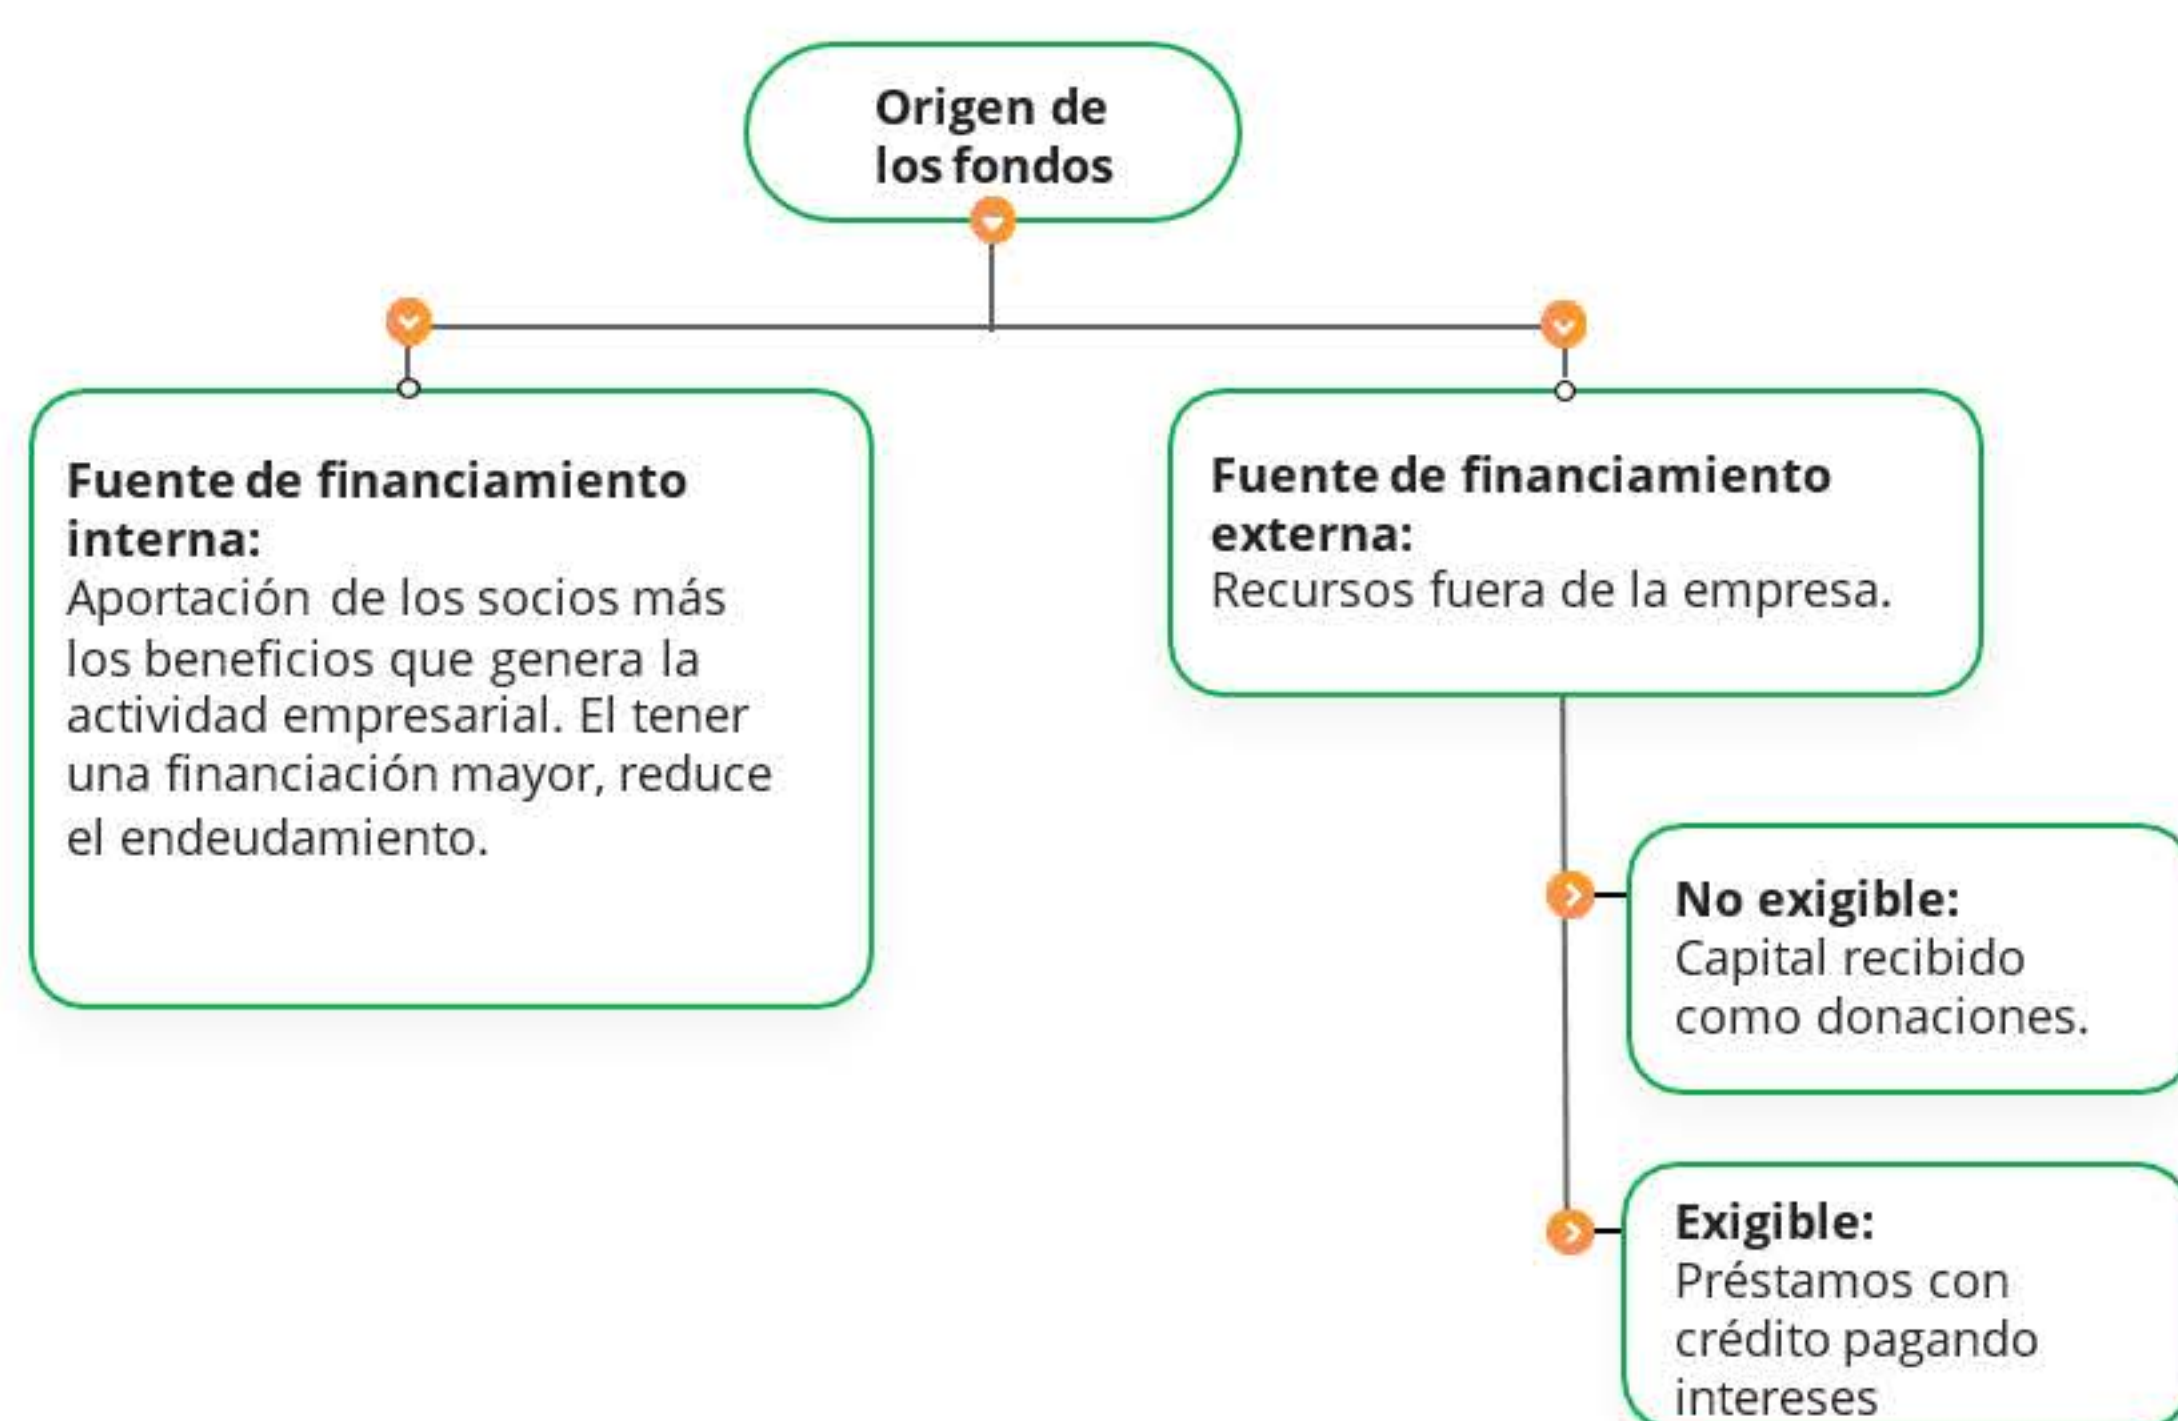 Origen de
los fondos
Fuente de financiamiento
interna:
Aportación de los socios más
los beneficios que genera la
actividad empresarial. El tener
una financiación mayor, reduce
el endeudamiento.
Fuente de financiamiento
externa:
Recursos fuera de la empresa.
No exigible:
Capital recibido
como donaciones.
Exigible:
Préstamos con
crédito pagando
intereses